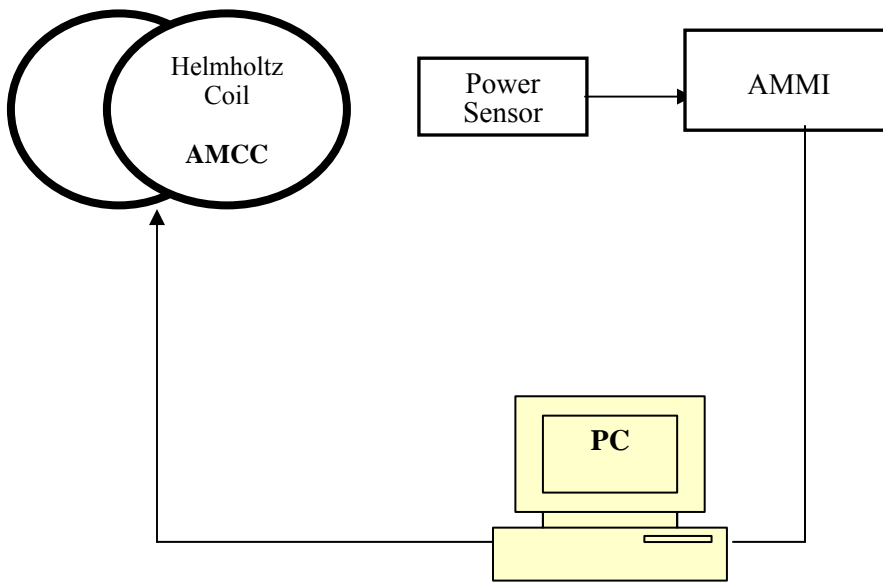 Helmholtz
Coil
AMCC
Power
Sensor
AMMI
PC